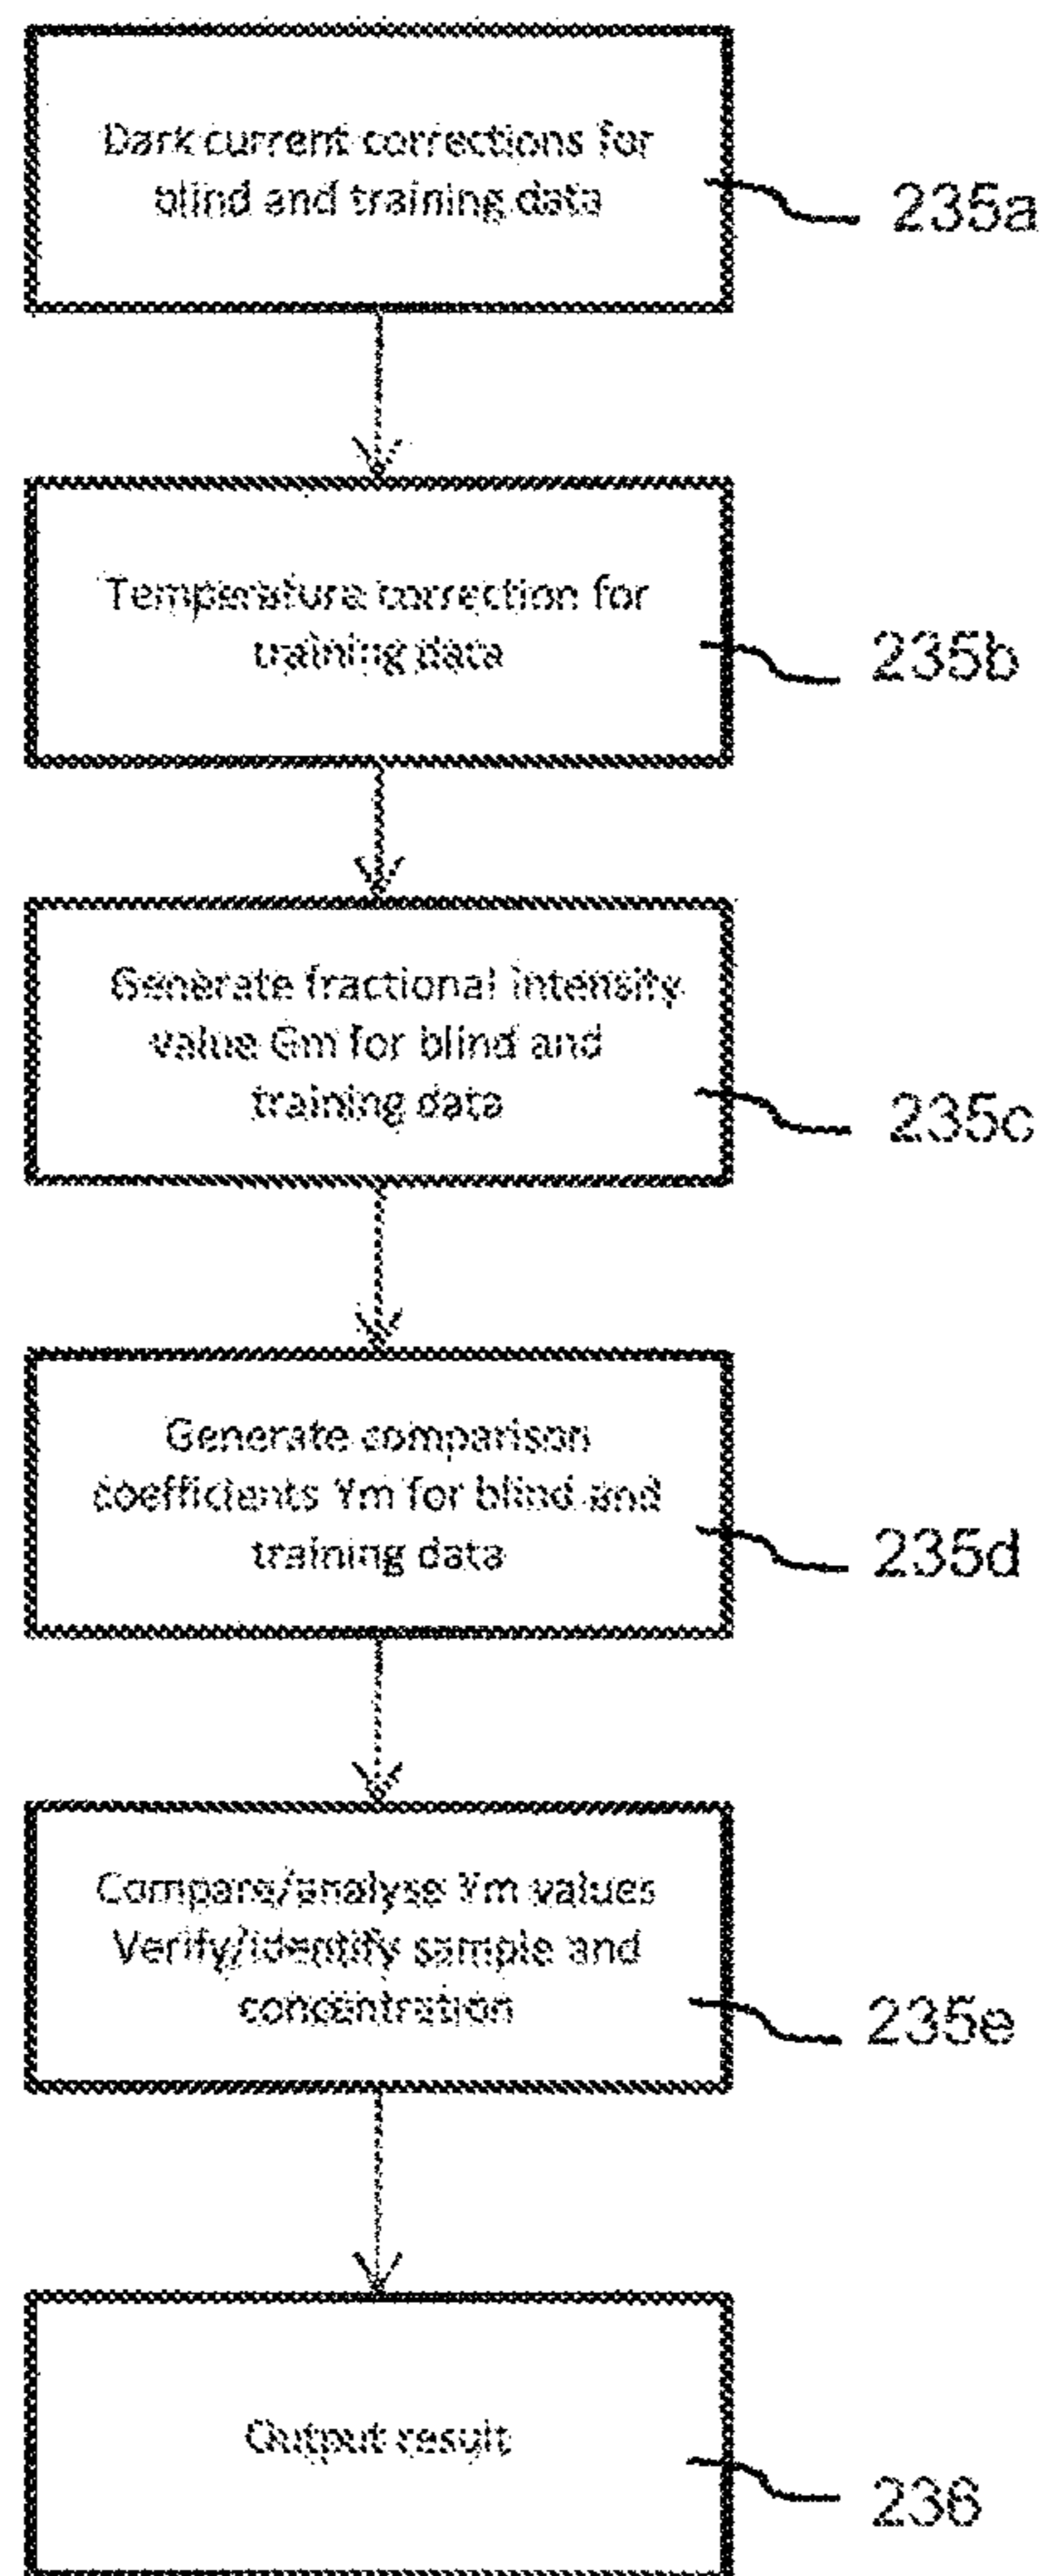 Dark current corrections for
blind and training data
235a
Temperature correction for
training data
235b
Generate fractional intensity
value Gm for blind and
training data
235c
Generate comparison
coefficients Ym for blind and
training data
235d
Compare/analyse Ym values
Verify/identify sample and
concentration
235e
Output result
236